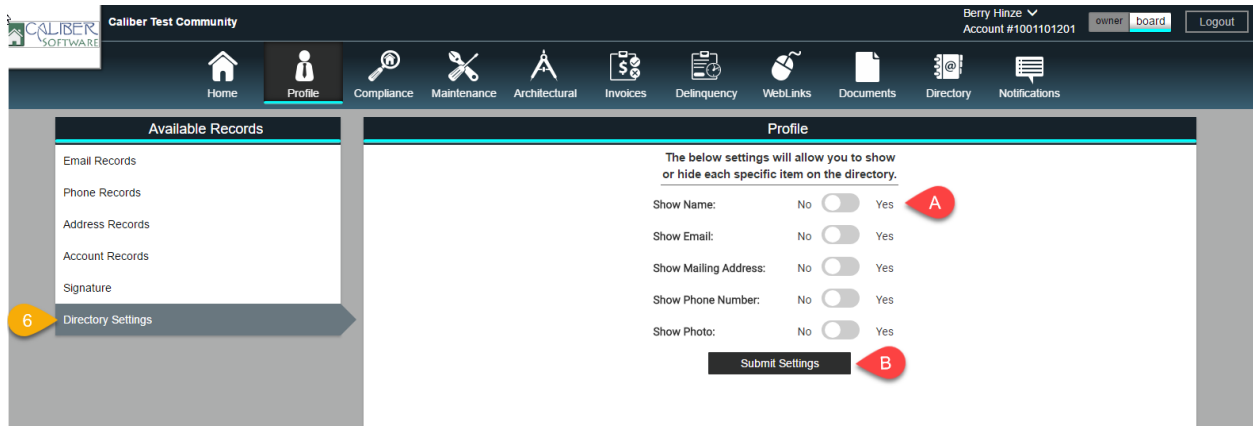 CALIBER
SOFTWARE
Caliber Test Community
Berry Hinze
Account #1001101201
owner board
Logout
Home Profile Compliance Maintenance Architectural Invoices Delinquency WebLinks Documents Directory Notifications
Available Records
Email Records
Phone Records
Address Records
Account Records
Signature
6 Directory Settings
Profile
The below settings will allow you to show
or hide each specific item on the directory.
Show Name: No Yes A
Show Email: No Yes
Show Mailing Address: No Yes
Show Phone Number: No Yes
Show Photo: No Yes
Submit Settings B